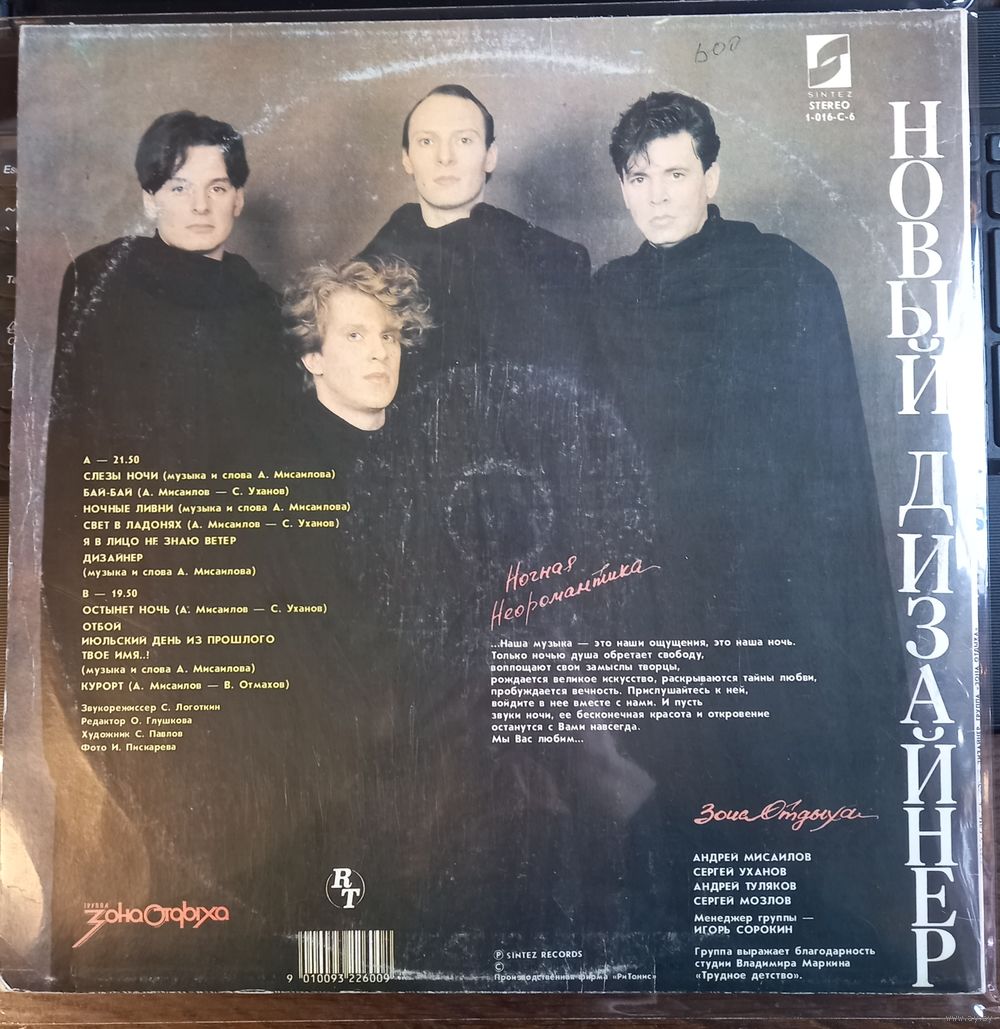 600
SINTEZ
STEREO
1-016-C-6
НОВЫЙ ДИЗАЙНЕР
А — 21.50
СЛЕЗЫ НОЧИ (музыка и слова А. Мисаилова)
БАЙ-БАЙ (А. Мисаилов — С. Уханов)
НОЧНЫЕ ЛИВНИ (музыка и слова А. Мисаилова)
СВЕТ В ЛАДОНЯХ (А. Мисаилов — С. Уханов)
Я В ЛИЦО НЕ ЗНАЮ ВЕТЕР
ДИЗАЙНЕР
(музыка и слова А. Мисаилова)
В — 19.50
ОСТЫНЕТ НОЧЬ (А. Мисаилов — С. Уханов)
ОТБОЙ
ИЮЛЬСКИЙ ДЕНЬ ИЗ ПРОШЛОГО
ТВОЕ ИМЯ..!
(музыка и слова А. Мисаилова)
КУРОРТ (А. Мисаилов — В. Отмахов)
Звукорежиссер С. Логоткин
Редактор О. Глушкова
Художник С. Павлов
Фото И. Пискарева
Ночная
Неоромантика
...Наша музыка — это наши ощущения, это наша ночь.
Только ночью душа обретает свободу,
воплощают свои замыслы творцы,
рождается великое искусство, раскрываются тайны любви,
пробуждается вечность. Прислушайтесь к ней,
войдите в нее вместе с нами. И пусть
звуки ночи, ее бесконечная красота и откровение
останутся с Вами навсегда.
Мы Вас любим...
Зона Отдыха
АНДРЕЙ МИСАИЛОВ
СЕРГЕЙ УХАНОВ
АНДРЕЙ ТУЛЯКОВ
СЕРГЕЙ МОЗЛОВ
Менеджер группы —
ИГОРЬ СОРОКИН
Группа выражает благодарность
студии Владимира Маркина
«Трудное детство».
ГРУППА
Зона Отдыха
RT
9 010093 226009
Ⓟ SINTEZ RECORDS
©
Производственная фирма «РиТонис»